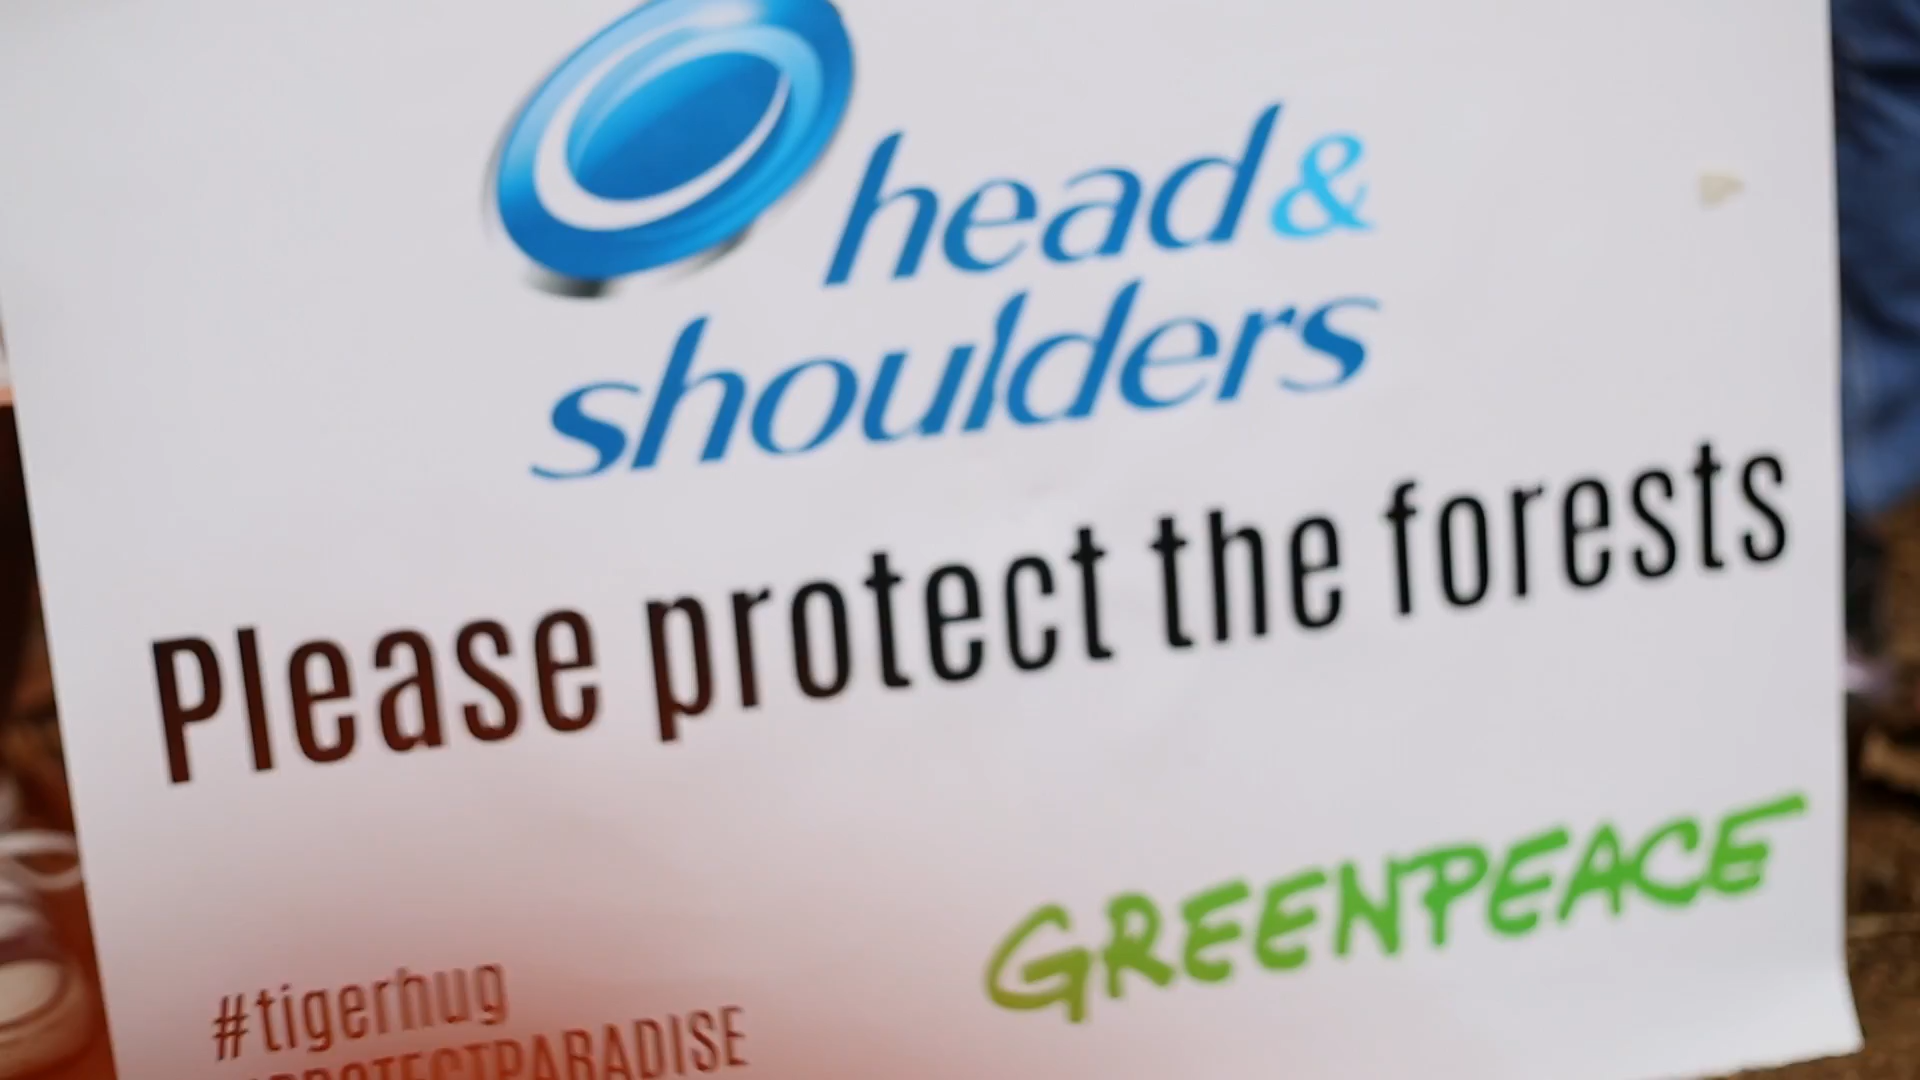 head &
shoulders
Please protect the forests
GREENPEACE
#tigerhug
PROTECTPARADISE